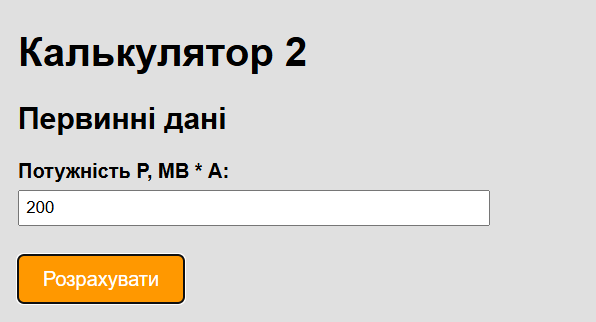 Калькулятор 2
Первинні дані
Потужність P, МВ * А:
200
Розрахувати